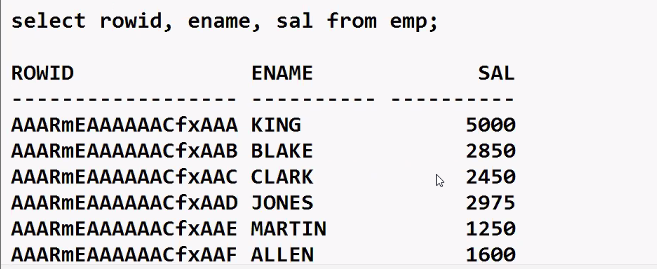 select rowid, ename, sal from emp;
ROWID              ENAME             SAL
------------------ ---------- ----------
AAARmEAAAAAACfxAAA KING             5000
AAARmEAAAAAACfxAAB BLAKE            2850
AAARmEAAAAAACfxAAC CLARK            2450
AAARmEAAAAAACfxAAD JONES            2975
AAARmEAAAAAACfxAAE MARTIN           1250
AAARmEAAAAAACfxAAF ALLEN            1600